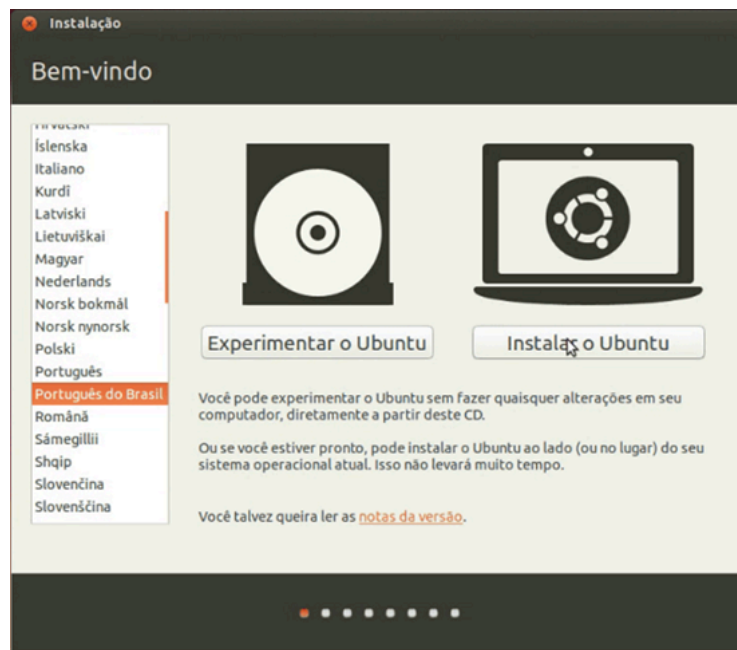 Instalação
Bem-vindo
Íslenska
Italiano
Kurdî
Latviski
Lietuviškai
Magyar
Nederlands
Norsk bokmål
Norsk nynorsk
Polski
Português
Português do Brasil
Română
Sámegillii
Shqip
Slovenčina
Slovenščina
Experimentar o Ubuntu
Instalar o Ubuntu
Você pode experimentar o Ubuntu sem fazer quaisquer alterações em seu
computador, diretamente a partir deste CD.
Ou se você estiver pronto, pode instalar o Ubuntu ao lado (ou no lugar) do seu
sistema operacional atual. Isso não levará muito tempo.
Você talvez queira ler as notas da versão.